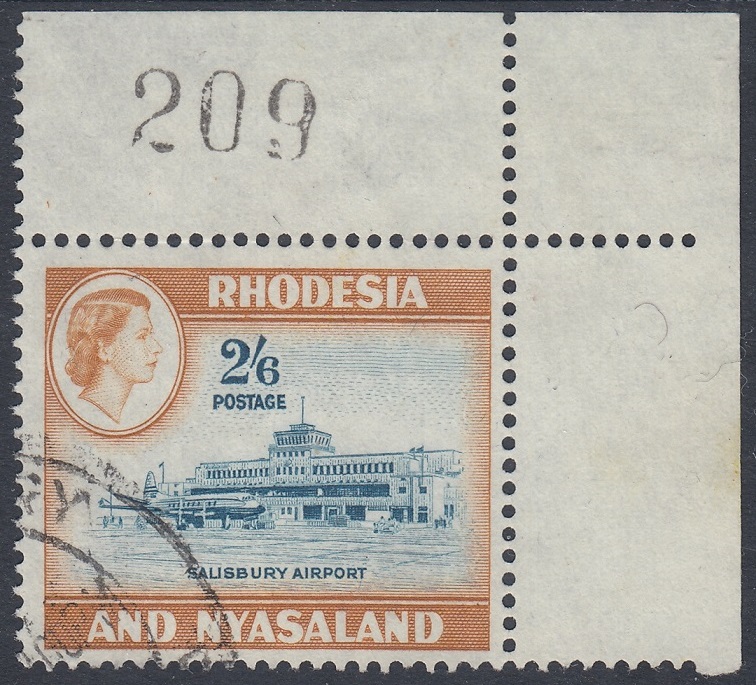 209
RHODESIA
2/6
POSTAGE
SALISBURY AIRPORT
AND NYASALAND